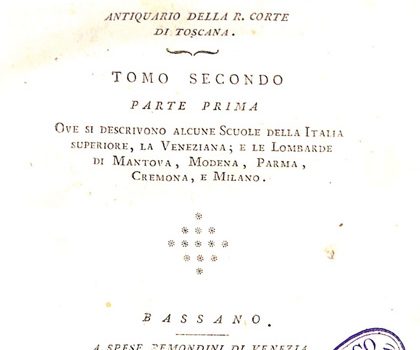 ANTIQUARIO DELLA R. CORTE
DI TOSCANA.
TOMO SECONDO
PARTE PRIMA
OVE SI DESCRIVONO ALCUNE SCUOLE DELLA ITALIA
SUPERIORE, LA VENEZIANA; E LE LOMBARDE
DI MANTOVA, MODENA, PARMA,
CREMONA, E MILANO.
BASSANO.
A SPESE REMONDINI DI VENEZIA